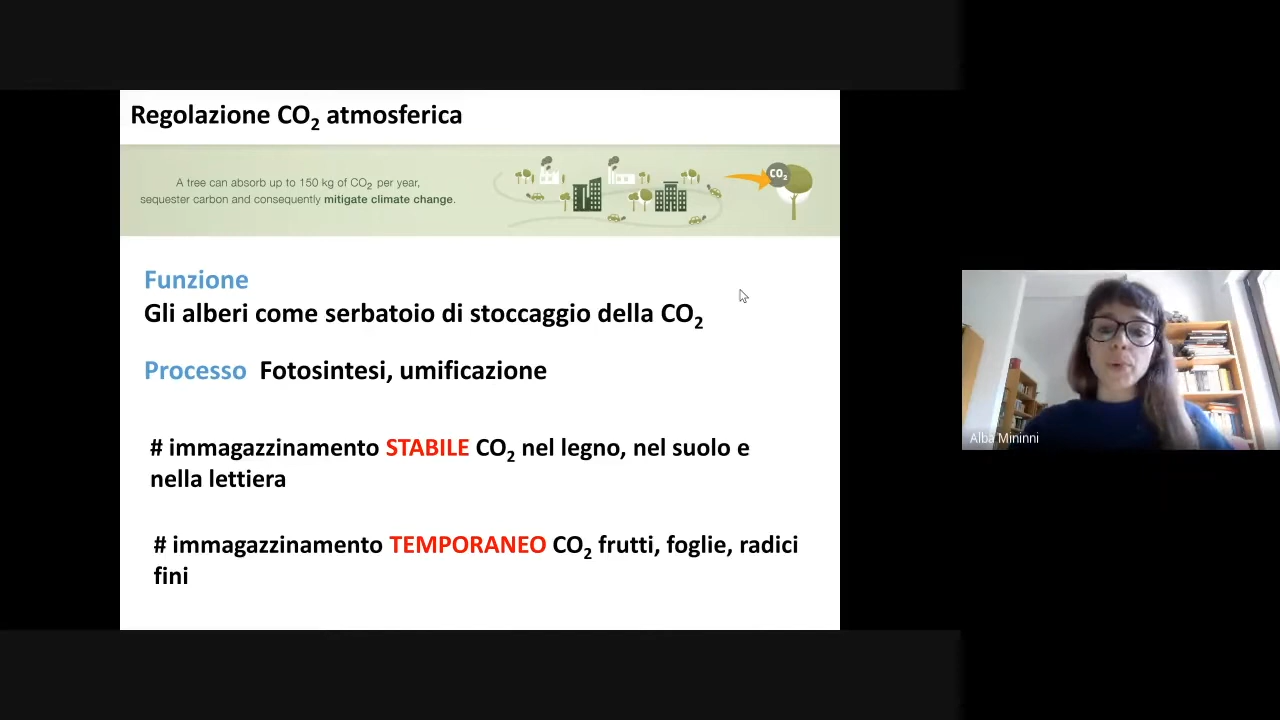 Regolazione CO2 atmosferica
A tree can absorb up to 150 kg of CO2 per year,
sequester carbon and consequently mitigate climate change.
CO2
Funzione
Gli alberi come serbatoio di stoccaggio della CO2
Processo Fotosintesi, umificazione
# immagazzinamento STABILE CO2 nel legno, nel suolo e
nella lettiera
# immagazzinamento TEMPORANEO CO2 frutti, foglie, radici
fini
Alba Mininni